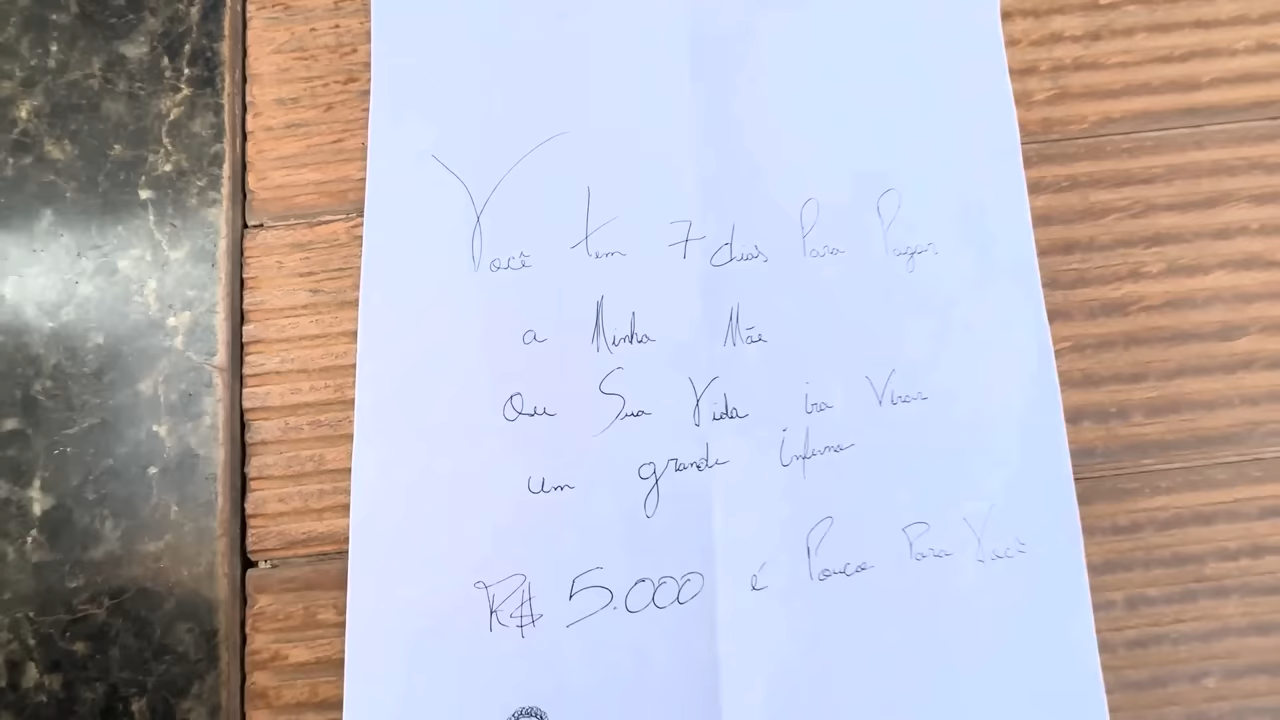 Você tem 7 dias Para Pagar
a Minha Mãe
Ou Sua Vida ira Virar
um grande inferno
R$ 5.000 é Pouco Para Você